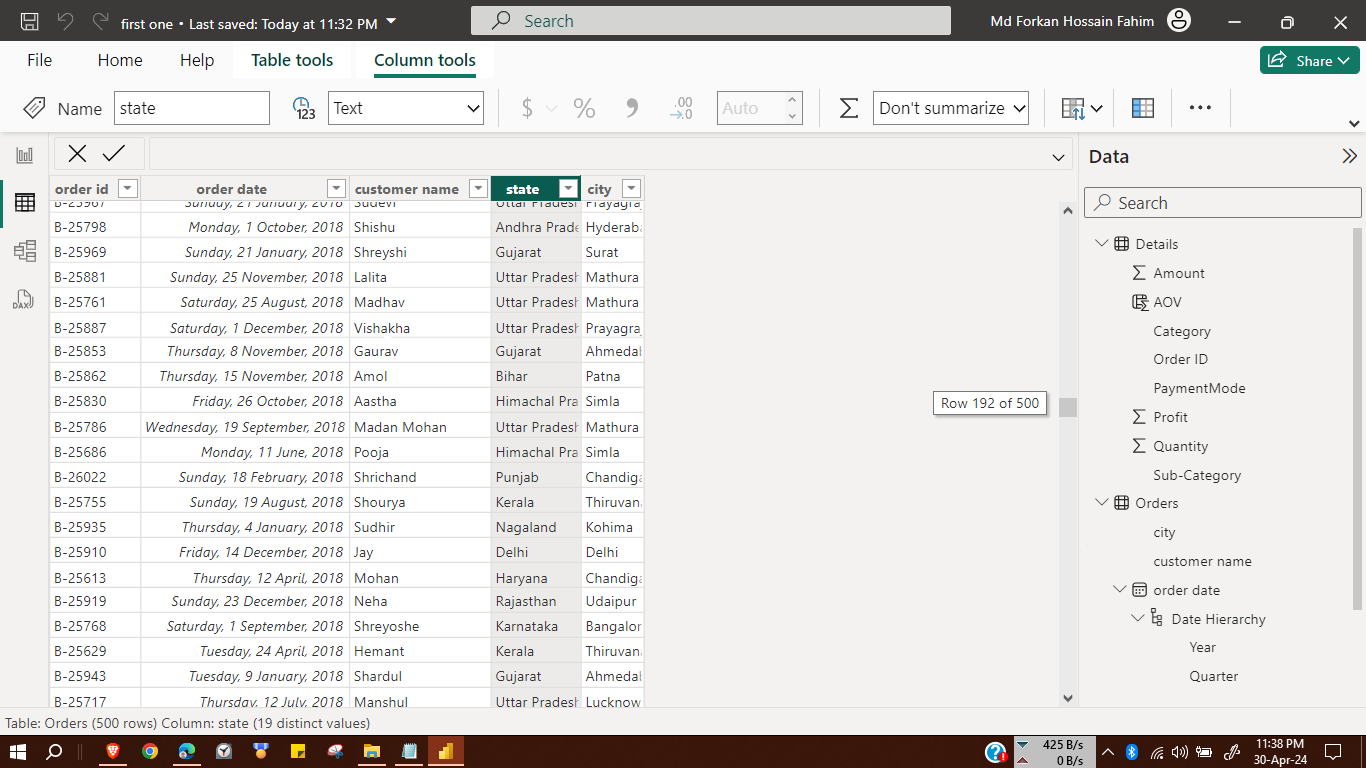 first one • Last saved: Today at 11:32 PM
Search
Md Forkan Hossain Fahim
File Home Help Table tools Column tools
Share
Name state
123 Text
$ % 9 .00 →.0 Auto
Σ Don't summarize
Data
Search
order id order date customer name state city
B-25967 Sunday, 21 January, 2018 Sudevi Uttar Pradesh Prayagra
B-25798 Monday, 1 October, 2018 Shishu Andhra Prade Hyderab
B-25969 Sunday, 21 January, 2018 Shreyshi Gujarat Surat
B-25881 Sunday, 25 November, 2018 Lalita Uttar Pradesh Mathura
B-25761 Saturday, 25 August, 2018 Madhav Uttar Pradesh Mathura
B-25887 Saturday, 1 December, 2018 Vishakha Uttar Pradesh Prayagra
B-25853 Thursday, 8 November, 2018 Gaurav Gujarat Ahmedal
B-25862 Thursday, 15 November, 2018 Amol Bihar Patna
B-25830 Friday, 26 October, 2018 Aastha Himachal Pra Simla
B-25786 Wednesday, 19 September, 2018 Madan Mohan Uttar Pradesh Mathura
B-25686 Monday, 11 June, 2018 Pooja Himachal Pra Simla
B-26022 Sunday, 18 February, 2018 Shrichand Punjab Chandiga
B-25755 Sunday, 19 August, 2018 Shourya Kerala Thiruvan
B-25935 Thursday, 4 January, 2018 Sudhir Nagaland Kohima
B-25910 Friday, 14 December, 2018 Jay Delhi Delhi
B-25613 Thursday, 12 April, 2018 Mohan Haryana Chandiga
B-25919 Sunday, 23 December, 2018 Neha Rajasthan Udaipur
B-25768 Saturday, 1 September, 2018 Shreyoshe Karnataka Bangalor
B-25629 Tuesday, 24 April, 2018 Hemant Kerala Thiruvan
B-25943 Tuesday, 9 January, 2018 Shardul Gujarat Ahmedal
B-25717 Thursday, 12 July, 2018 Manshul Uttar Pradesh Lucknow
Row 192 of 500
Details
Σ Amount
AOV
Category
Order ID
PaymentMode
Σ Profit
Σ Quantity
Sub-Category
Orders
city
customer name
order date
Date Hierarchy
Year
Quarter
DAX
Table: Orders (500 rows) Column: state (19 distinct values)
425 B/s
0 B/s
11:38 PM
30-Apr-24